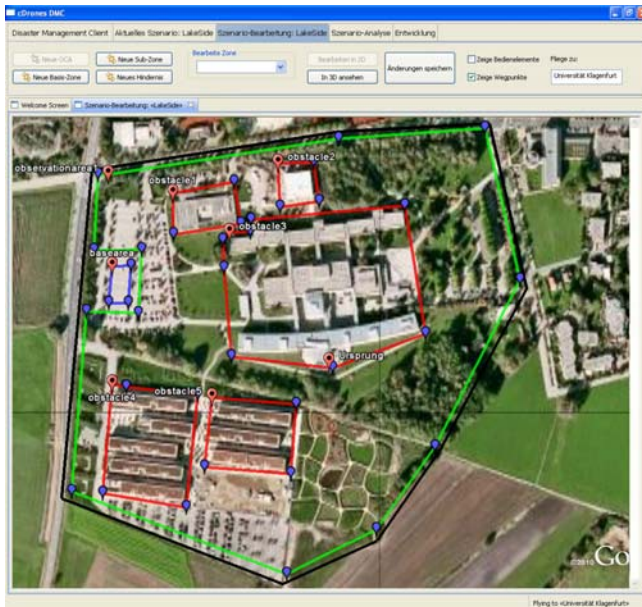 cDrones DMC
Disaster Management Client Aktuelles Szenario: LakeSide Szenario-Bearbeitung: LakeSide Szenario-Analyse Entwicklung
Neue OCA Neue Sub-Zone Bearbeite Zone Bearbeiten in 2D Änderungen speichern Zeige Bedienelemente Fliege zu:
Neue Basis-Zone Neues Hindernis In 3D ansehen Zeige Wegpunkte Universität Klagenfurt
Welcome Screen Szenario-Bearbeitung: «LakeSide»
observationarea1
obstacle2
obstacle1
obstacle3
basearea
Ursprung
obstacle4
obstacle5
©2010 Go
Flying to «Universität Klagenfurt»